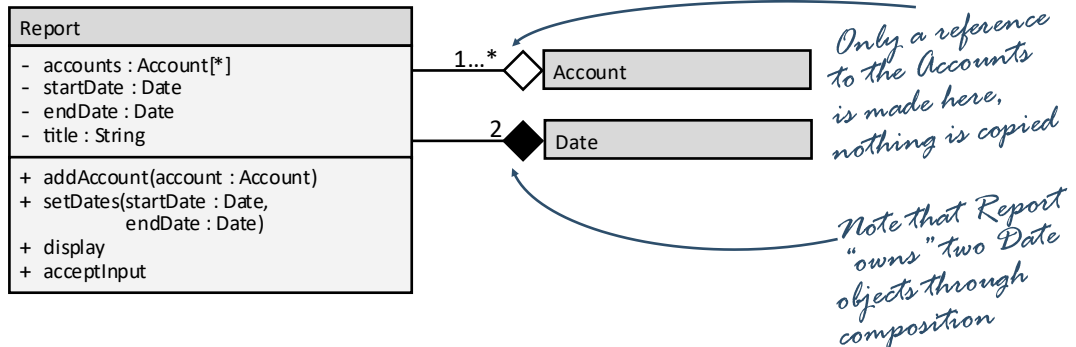 Report
- accounts : Account[*]
- startDate : Date
- endDate : Date
- title : String
+ addAccount(account : Account)
+ setDates(startDate : Date,
endDate : Date)
+ display
+ acceptInput
1...*
Account
2
Date
Only a reference
to the Accounts
is made here,
nothing is copied
Note that Report
“owns” two Date
objects through
composition